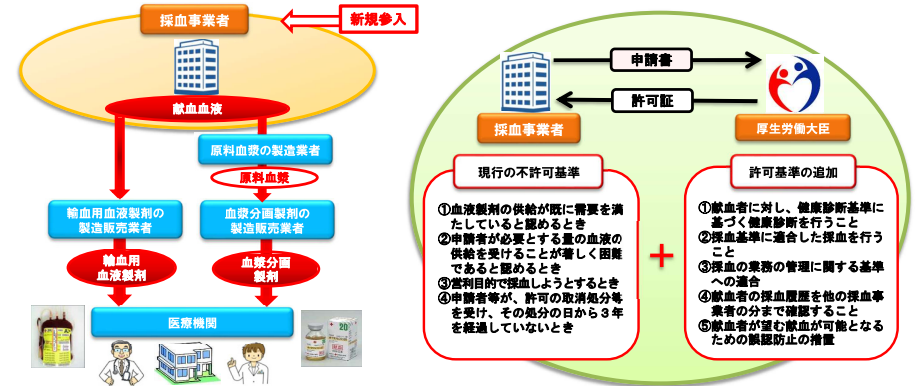 採血事業者
新規参入
献血血液
原料血漿の製造業者
原料血漿
輸血用血液製剤の
製造販売業者
血漿分画製剤の
製造販売業者
輸血用
血液製剤
血漿分画
製剤
医療機関
20
申請書
許可証
採血事業者
厚生労働大臣
現行の不許可基準
①血液製剤の供給が既に需要を満
たしていると認めるとき
②申請者が必要とする量の血液の
供給を受けることが著しく困難
であると認めるとき
③営利目的で採血しようとするとき
④申請者等が、許可の取消処分等
を受け、その処分の日から３年
を経過していないとき
+
許可基準の追加
①献血者に対し、健康診断基準に
基づく健康診断を行うこと
②採血基準に適合した採血を行う
こと
③採血の業務の管理に関する基準
への適合
④献血者の採血履歴を他の採血事
業者の分まで確認すること
⑤献血者が望む献血が可能となる
ための誤認防止の措置